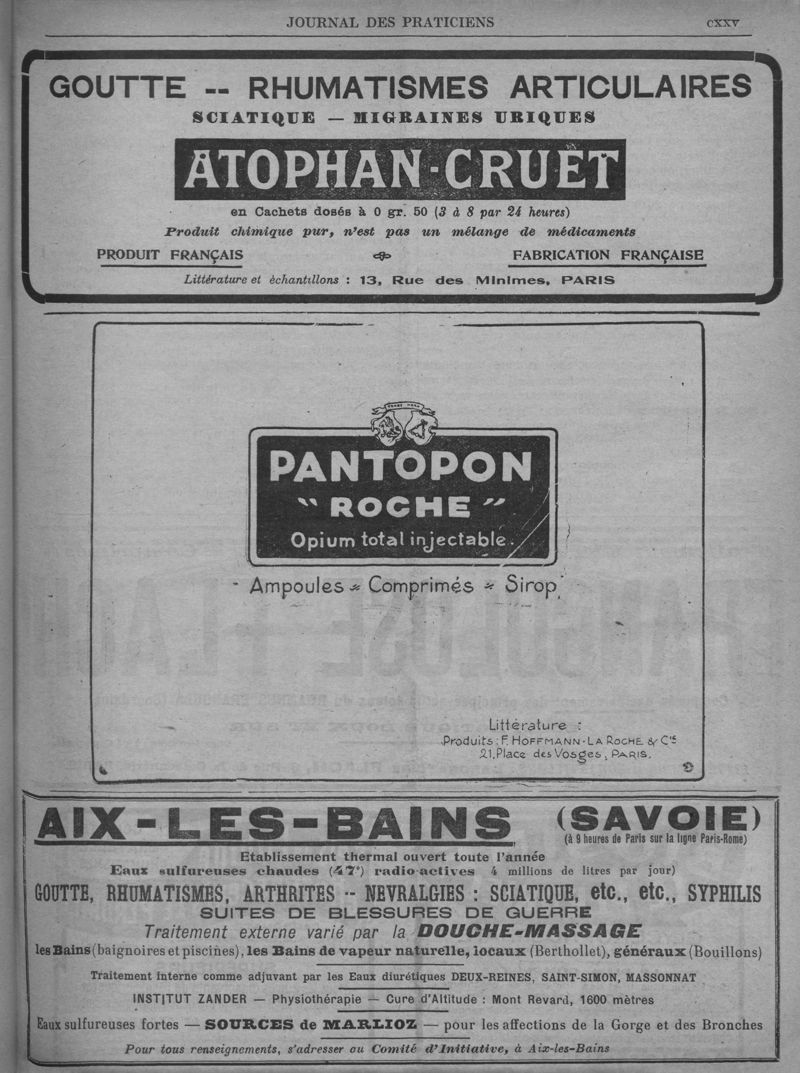 JOURNAL DES PRATICIENS CXXV
GOUTTE -- RHUMATISMES ARTICULAIRES
SCIATIQUE — MIGRAINES URIQUES
ATOPHAN-CRUET
en Cachets dosés à 0 gr. 50 (3 à 8 par 24 heures)
Produit chimique pur, n'est pas un mélange de médicaments
PRODUIT FRANÇAIS FABRICATION FRANÇAISE
Littérature et échantillons : 13, Rue des Minimes, PARIS
PANTOPON
"ROCHE"
Opium total injectable.
Ampoules - Comprimés - Sirop
Littérature :
Produits : F. HOFFMANN-LA ROCHE & Cie
21, Place des Vosges, PARIS.
AIX-LES-BAINS (SAVOIE)
(à 9 heures de Paris sur la ligne Paris-Rome)
Etablissement thermal ouvert toute l'année
Eaux sulfureuses chaudes (47°) radio-actives 4 millions de litres par jour)
GOUTTE, RHUMATISMES, ARTHRITES -- NEVRALGIES : SCIATIQUE, etc., etc., SYPHILIS
SUITES DE BLESSURES DE GUERRE
Traitement externe varié par la DOUCHE-MASSAGE
les Bains (baignoires et piscines), les Bains de vapeur naturelle, locaux (Berthollet), généraux (Bouillons)
Traitement interne comme adjuvant par les Eaux diurétiques DEUX-REINES, SAINT-SIMON, MASSONNAT
INSTITUT ZANDER — Physiothérapie — Cure d'Altitude : Mont Revard, 1600 mètres
Eaux sulfureuses fortes — SOURCES de MARLIOZ — pour les affections de la Gorge et des Bronches
Pour tous renseignements, s'adresser au Comité d'Initiative, à Aix-les-Bains